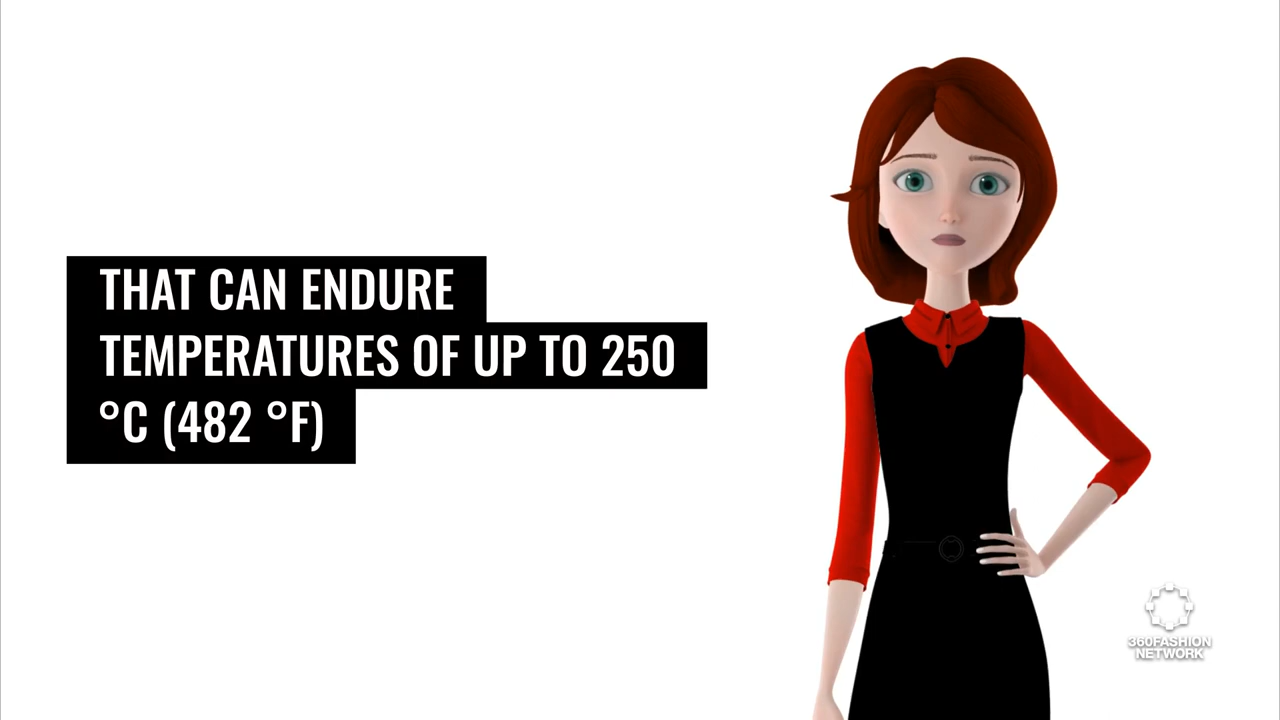 THAT CAN ENDURE
TEMPERATURES OF UP TO 250
°C (482 °F)
360FASHION
NETWORK